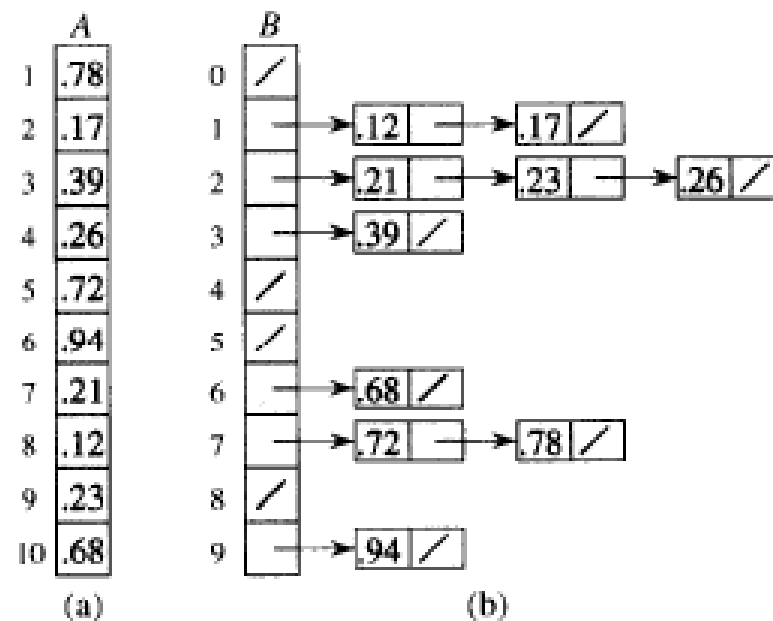 A B
1 .78 0
2 .17 1 .12 .17
3 .39 2 .21 .23 .26
4 .26 3 .39
5 .72 4
6 .94 5
7 .21 6 .68
8 .12 7 .72 .78
9 .23 8
10 .68 9 .94
(a) (b)